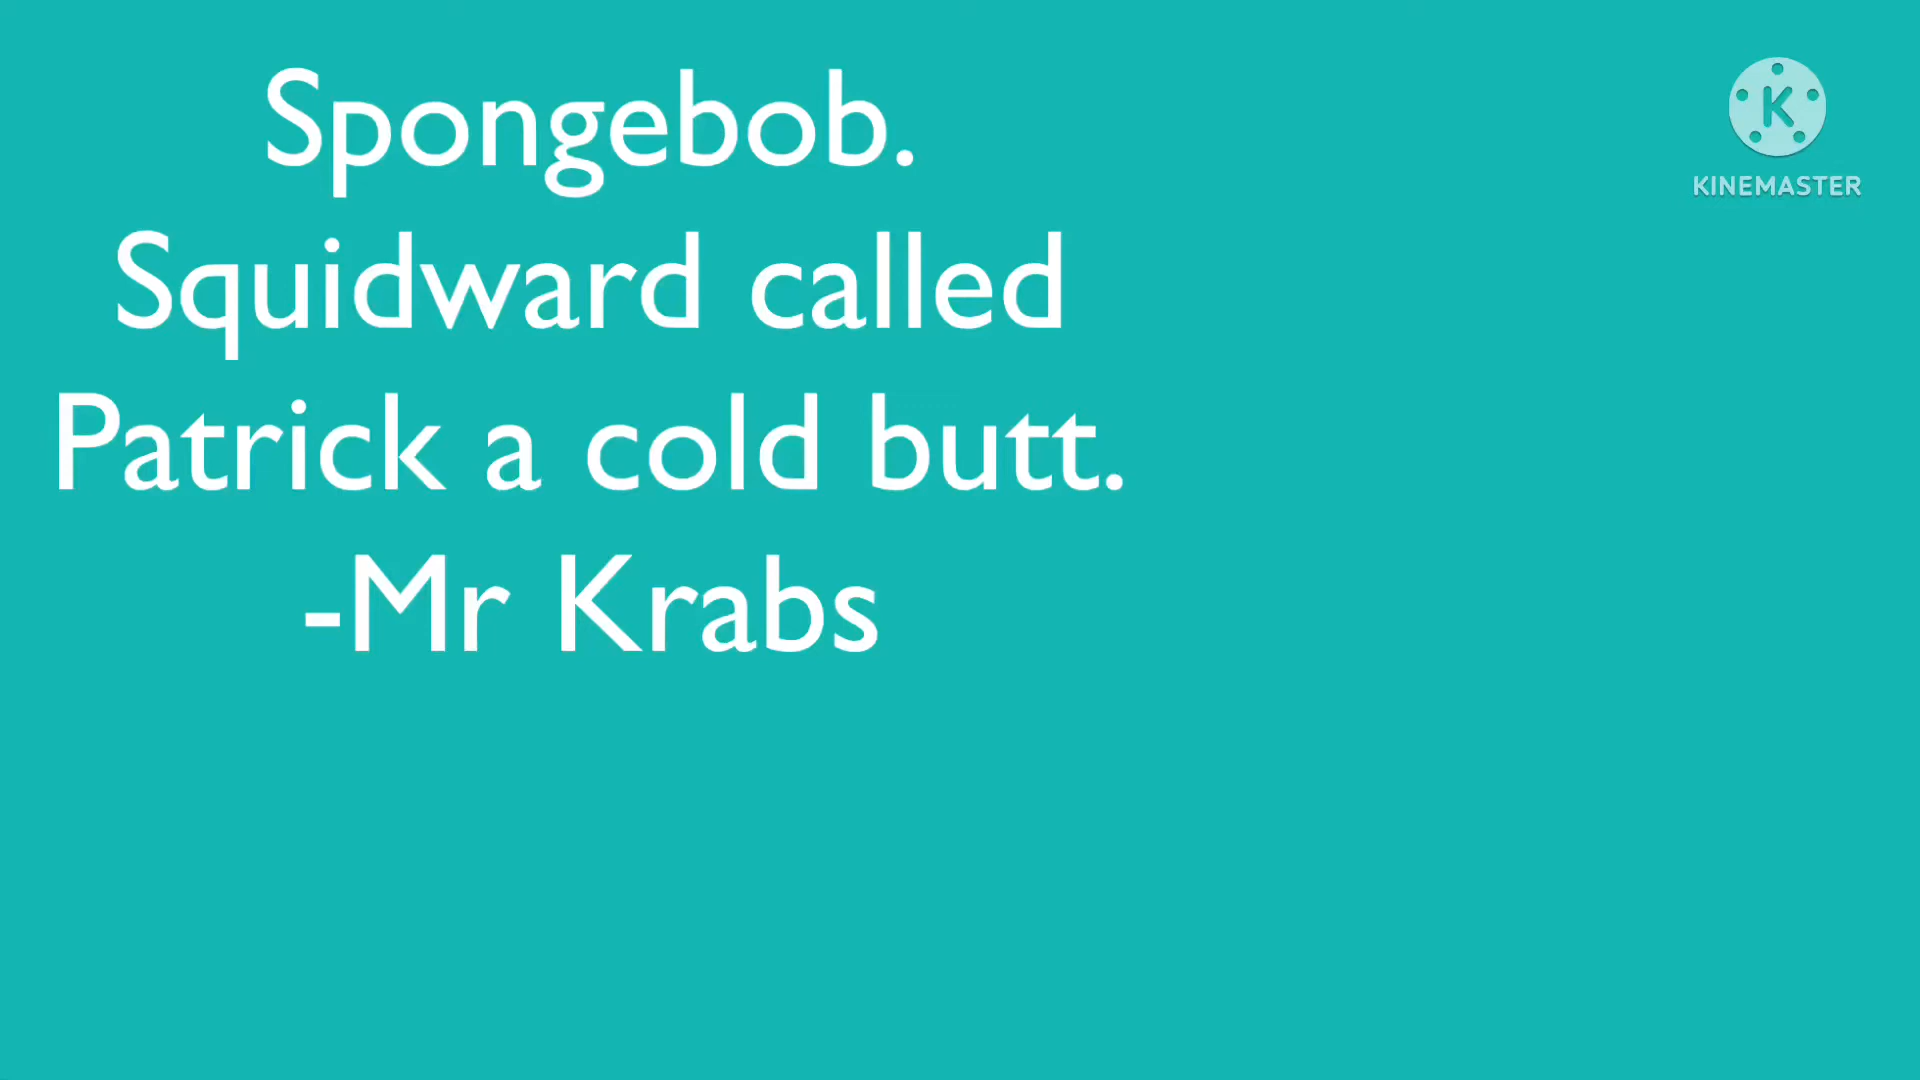 Spongebob.
Squidward called
Patrick a cold butt.
-Mr Krabs
K
KINEMASTER